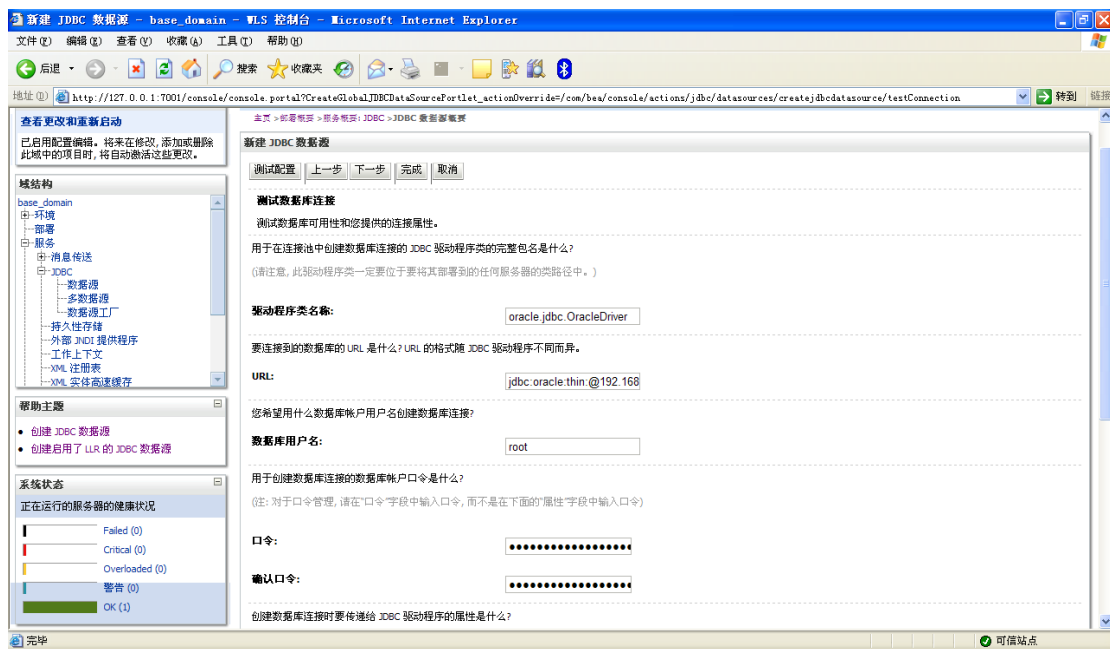 新建 JDBC 数据源 - base_domain - WLS 控制台 - Microsoft Internet Explorer
文件(F) 编辑(E) 查看(V) 收藏(A) 工具(T) 帮助(H)
后退 搜索 收藏夹
地址(D) http://127.0.0.1:7001/console/console.portal?CreateGlobalJDBCDataSourcePortlet_actionOverride=/com/bea/console/actions/jdbc/datasources/createjdbcdatasource/testConnection 转到 链接
查看更改和重新启动
已启用配置编辑。将来在修改, 添加或删除
此域中的项目时, 将自动激活这些更改。
域结构
base_domain
环境
部署
服务
消息传送
JDBC
数据源
多数据源
数据源工厂
持久性存储
外部 JNDI 提供程序
工作上下文
XML 注册表
XML 实体高速缓存
帮助主题
创建 JDBC 数据源
创建启用了 LLR 的 JDBC 数据源
系统状态
正在运行的服务器的健康状况
Failed (0)
Critical (0)
Overloaded (0)
警告 (0)
OK (1)
主页 >部署概要 >服务概要: JDBC >JDBC 数据源概要
新建 JDBC 数据源
测试配置 上一步 下一步 完成 取消
测试数据库连接
测试数据库可用性和您提供的连接属性。
用于在连接池中创建数据库连接的 JDBC 驱动程序类的完整包名是什么?
(请注意, 此驱动程序类一定要位于要将其部署到的任何服务器的类路径中。)
驱动程序类名称: oracle.jdbc.OracleDriver
要连接到的数据库的 URL 是什么? URL 的格式随 JDBC 驱动程序不同而异。
URL: jdbc:oracle:thin:@192.168
您希望用什么数据库帐户用户名创建数据库连接?
数据库用户名: root
用于创建数据库连接的数据库帐户口令是什么?
(注: 对于口令管理, 请在"口令"字段中输入口令, 而不是在下面的"属性"字段中输入口令)
口令: ●●●●●●●●●●●●●●●●●●
确认口令: ●●●●●●●●●●●●●●●●●●
创建数据库连接时要传递给 JDBC 驱动程序的属性是什么?
完毕 可信站点